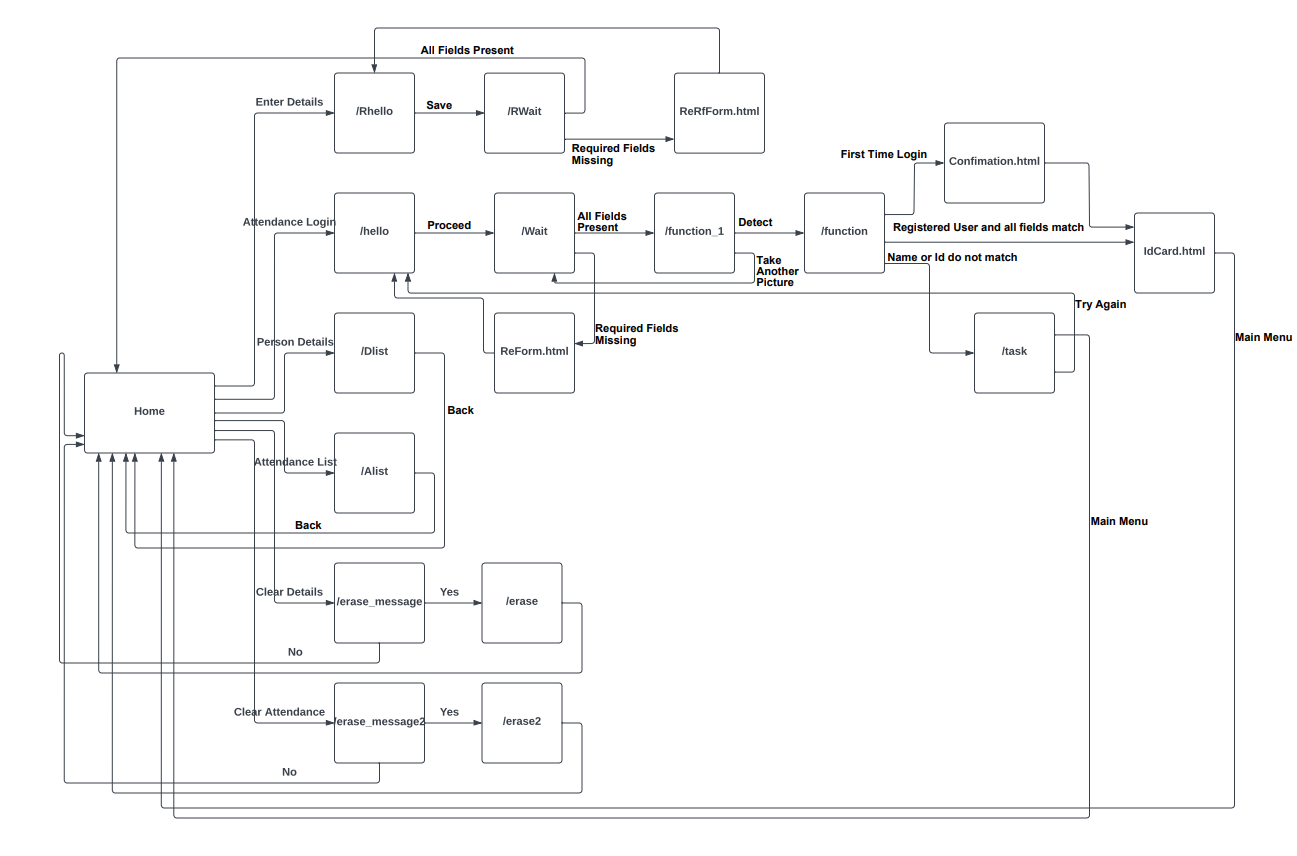 All Fields Present
Enter Details
/Rhello
Save
/RWait
Required Fields
Missing
ReRfForm.html
First Time Login
Confimation.html
Attendance Login
/hello
Proceed
/Wait
All Fields
Present
/function_1
Detect
/function
Registered User and all fields match
Name or Id do not match
IdCard.html
Take
Another
Picture
Try Again
Required Fields
Missing
Person Details
/Dlist
ReForm.html
/task
Main Menu
Home
Back
Attendance List
/Alist
Back
Main Menu
Clear Details
/erase_message
Yes
/erase
No
Clear Attendance
/erase_message2
Yes
/erase2
No